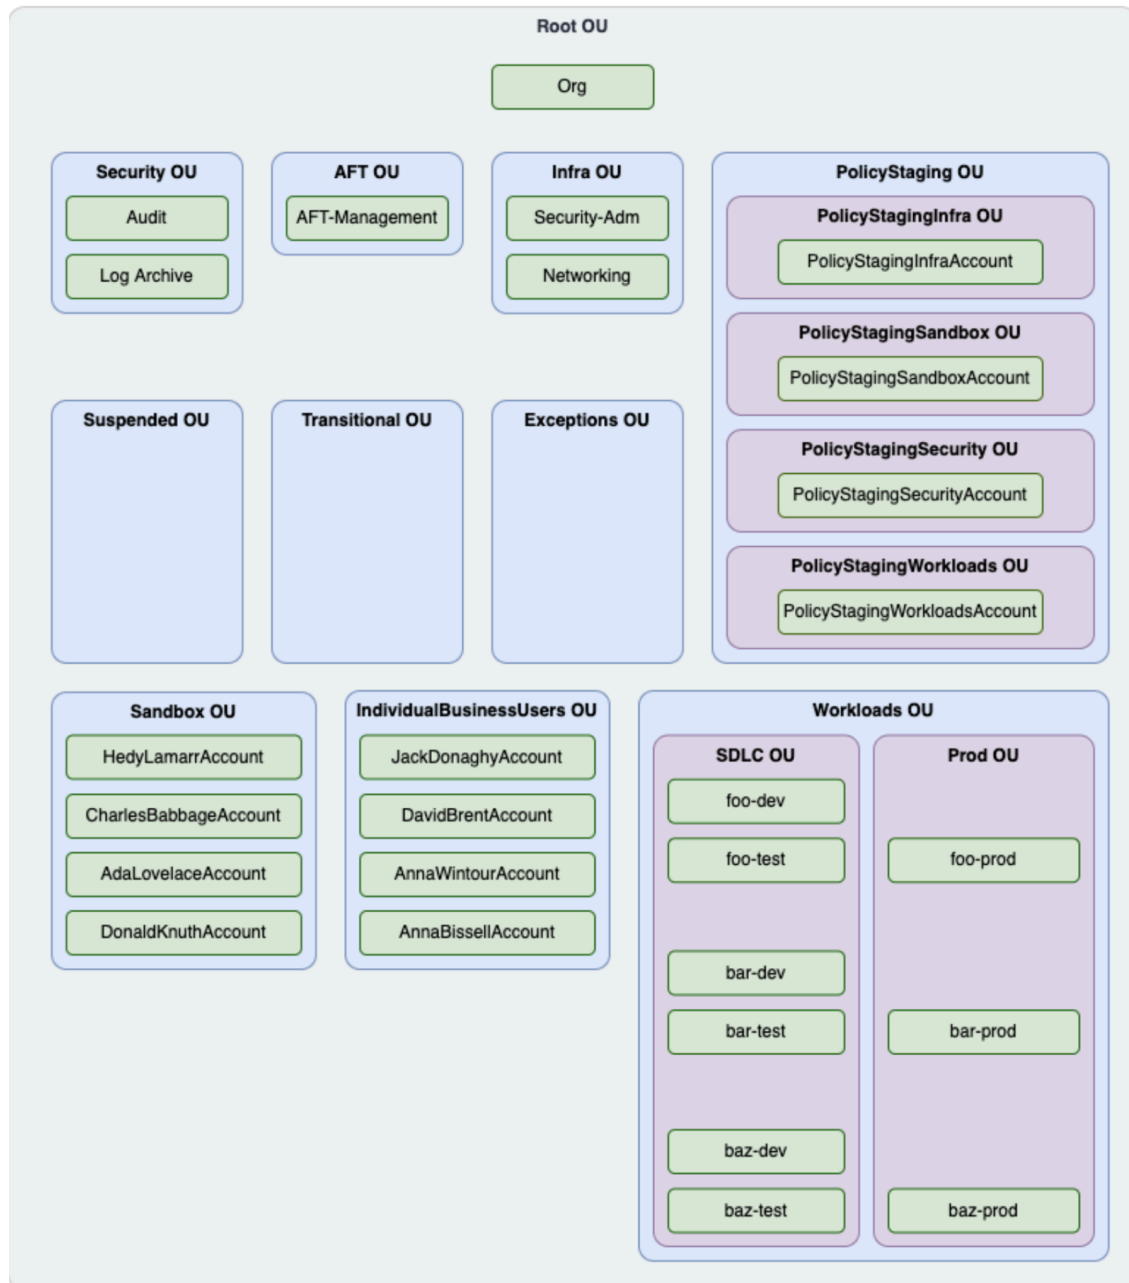 Root OU
Org
Security OU
Audit
Log Archive
AFT OU
AFT-Management
Infra OU
Security-Adm
Networking
PolicyStaging OU
PolicyStagingInfra OU
PolicyStagingInfraAccount
PolicyStagingSandbox OU
PolicyStagingSandboxAccount
PolicyStagingSecurity OU
PolicyStagingSecurityAccount
PolicyStagingWorkloads OU
PolicyStagingWorkloadsAccount
Suspended OU
Transitional OU
Exceptions OU
Sandbox OU
HedyLamarrAccount
CharlesBabbageAccount
AdaLovelaceAccount
DonaldKnuthAccount
IndividualBusinessUsers OU
JackDonaghyAccount
DavidBrentAccount
AnnaWintourAccount
AnnaBissellAccount
Workloads OU
SDLC OU
foo-dev
foo-test
bar-dev
bar-test
baz-dev
baz-test
Prod OU
foo-prod
bar-prod
baz-prod